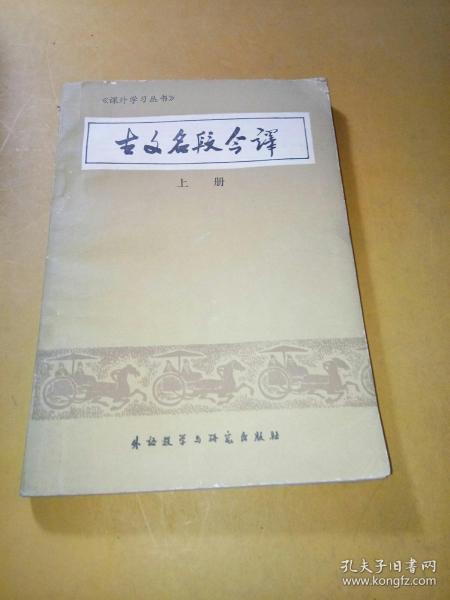 《课外学习丛书》
古文名段今译
上 册
外语教学与研究出版社
孔夫子旧书网
www.kongfz.com